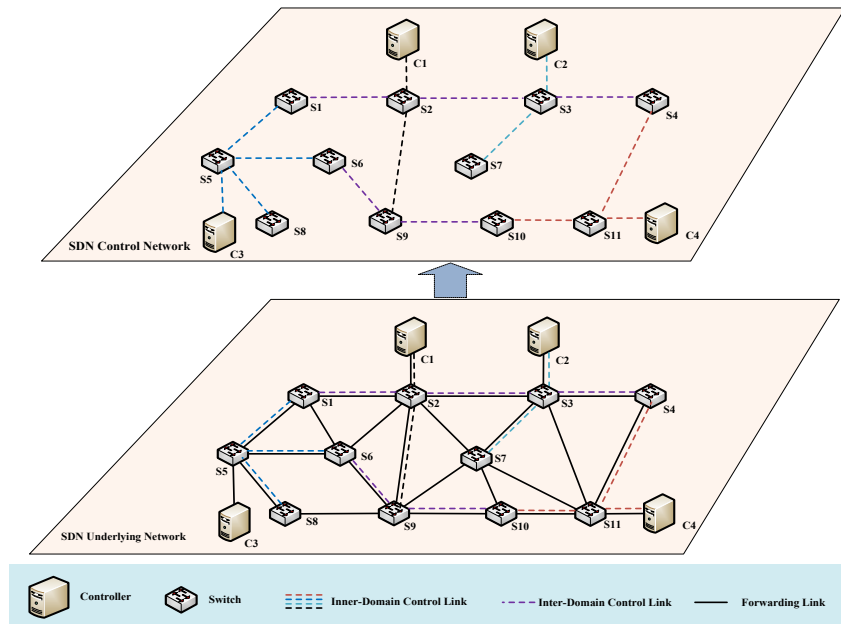 C1
C2
S1
S2
S3
S4
S6
S7
S5
S8
S9
S10
S11
C4
C3
SDN Control Network
C1
C2
S1
S2
S3
S4
S6
S7
S5
S8
S9
S10
S11
C4
C3
SDN Underlying Network
Controller
Switch
Inner-Domain Control Link
Inter-Domain Control Link
Forwarding Link